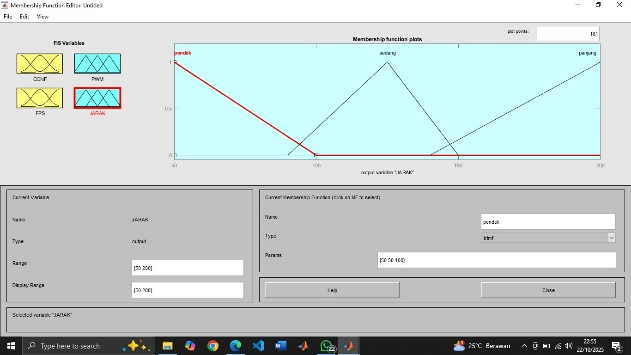 Membership Function Editor: Untitled
File Edit View
FIS Variables
CONF
PWM
FPS
JARAK
Membership function plots
plot points:
181
pendek
sedang
panjang
1
0.5
0
50
100
150
200
output variable "JARAK"
Current Variable
Name
JARAK
Type
output
Range
[50 200]
Display Range
[50 200]
Current Membership Function (click on MF to select)
Name
pendek
Type
trimf
Params
[50 50 100]
Help
Close
Selected variable "JARAK"
Type here to search
25°C Berawan
22:55
22/10/2025